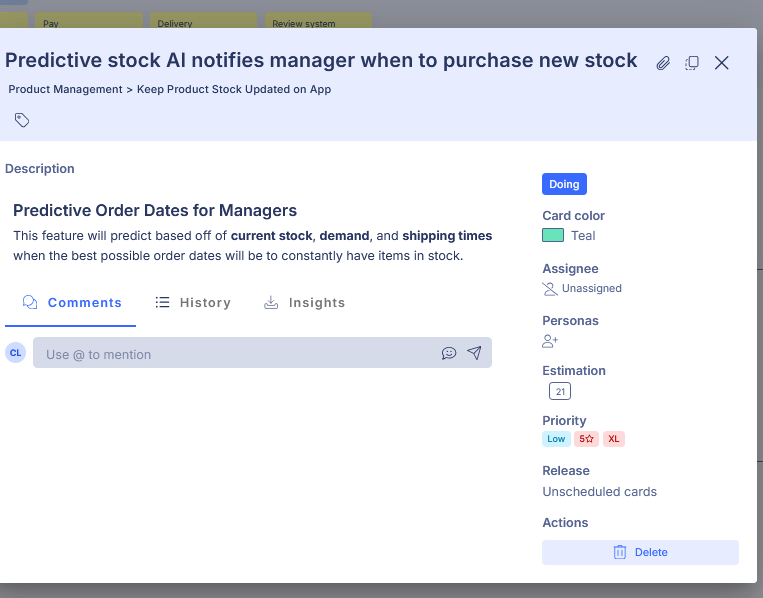 Pay
Delivery
Review system
Predictive stock AI notifies manager when to purchase new stock
Product Management > Keep Product Stock Updated on App
Description
Predictive Order Dates for Managers
This feature will predict based off of current stock, demand, and shipping times
when the best possible order dates will be to constantly have items in stock.
Comments
History
Insights
CL
Use @ to mention
Doing
Card color
Teal
Assignee
Unassigned
Personas
Estimation
21
Priority
Low 5☆ XL
Release
Unscheduled cards
Actions
Delete